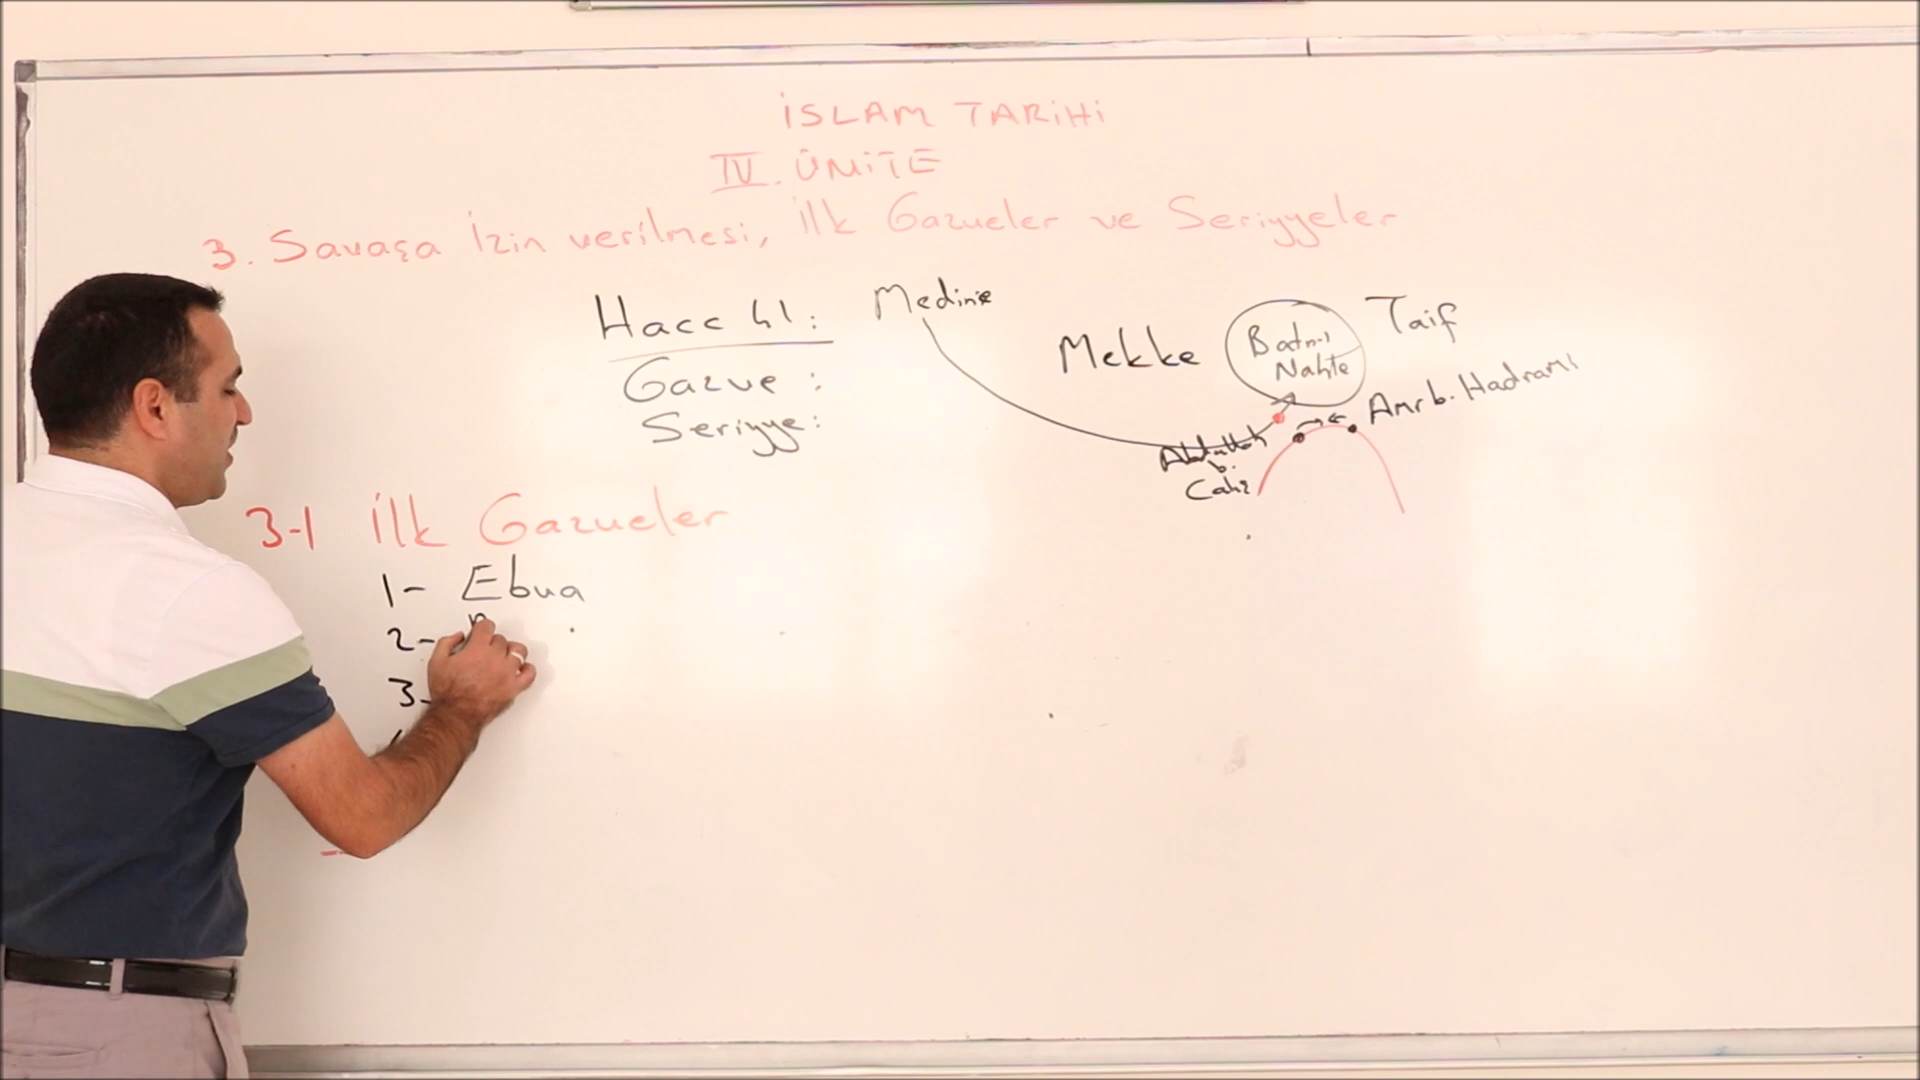 İSLAM TARİHİ
IV. ÜNİTE
3. Savaşa İzin verilmesi, İlk Gazveler ve Seriyyeler
Hacc 41:
Gazve :
Seriyye:
Medine
Mekke
Batn-ı
Nahle
Taif
Amr b. Hadrami
Abdullah
b.
Cahş
3-1 İlk Gazveler
1- Ebva
2-
3-